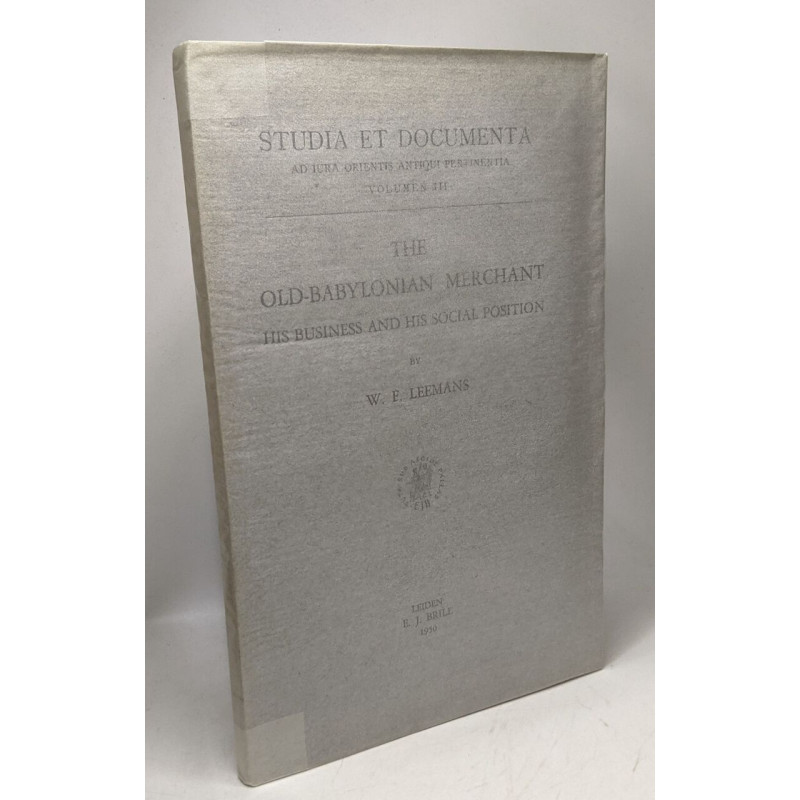 STUDIA ET DOCUMENTA
AD IURA ORIENTIS ANTIQUI PERTINENTIA
VOLUMEN III
THE
OLD-BABYLONIAN MERCHANT
HIS BUSINESS AND HIS SOCIAL POSITION
BY
W. F. LEEMANS
EJB
LEIDEN
E. J. BRILL
1950